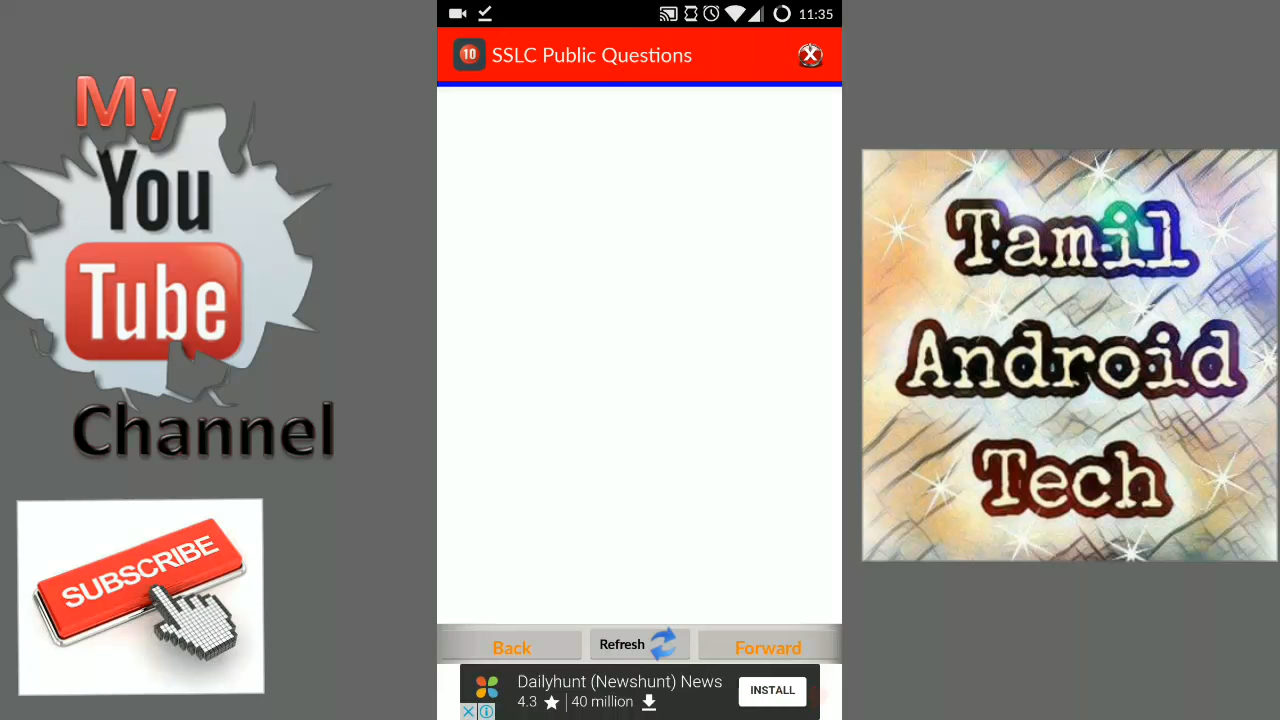 My
You
Tube
Channel
SUBSCRIBE
11:35
10
SSLC Public Questions
X
Back
Refresh
Forward
Dailyhunt (Newshunt) News
4.3
40 million
INSTALL
Tamil
Android
Tech